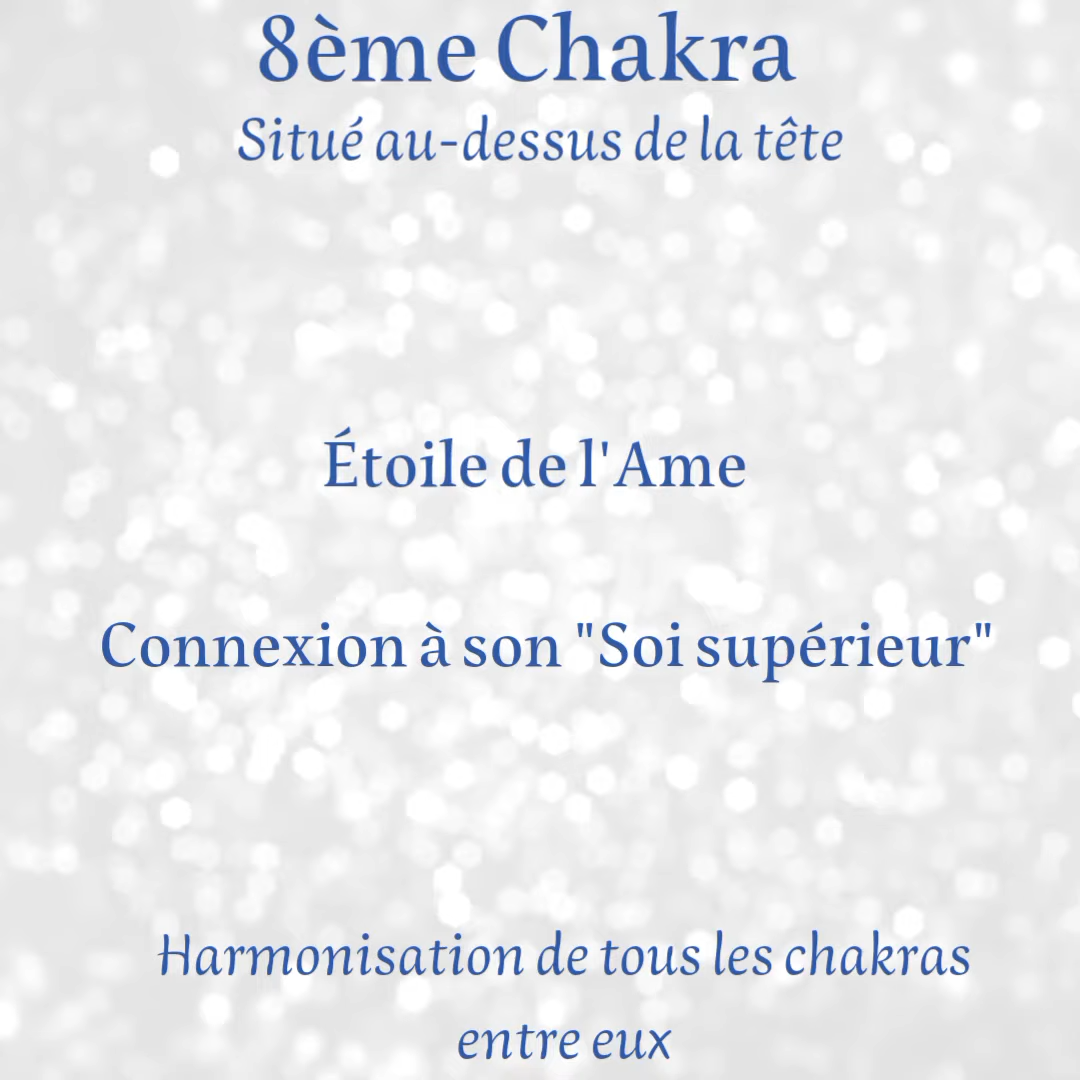 8ème Chakra
Situé au-dessus de la tête
Étoile de l'Ame
Connexion à son "Soi supérieur"
Harmonisation de tous les chakras
entre eux